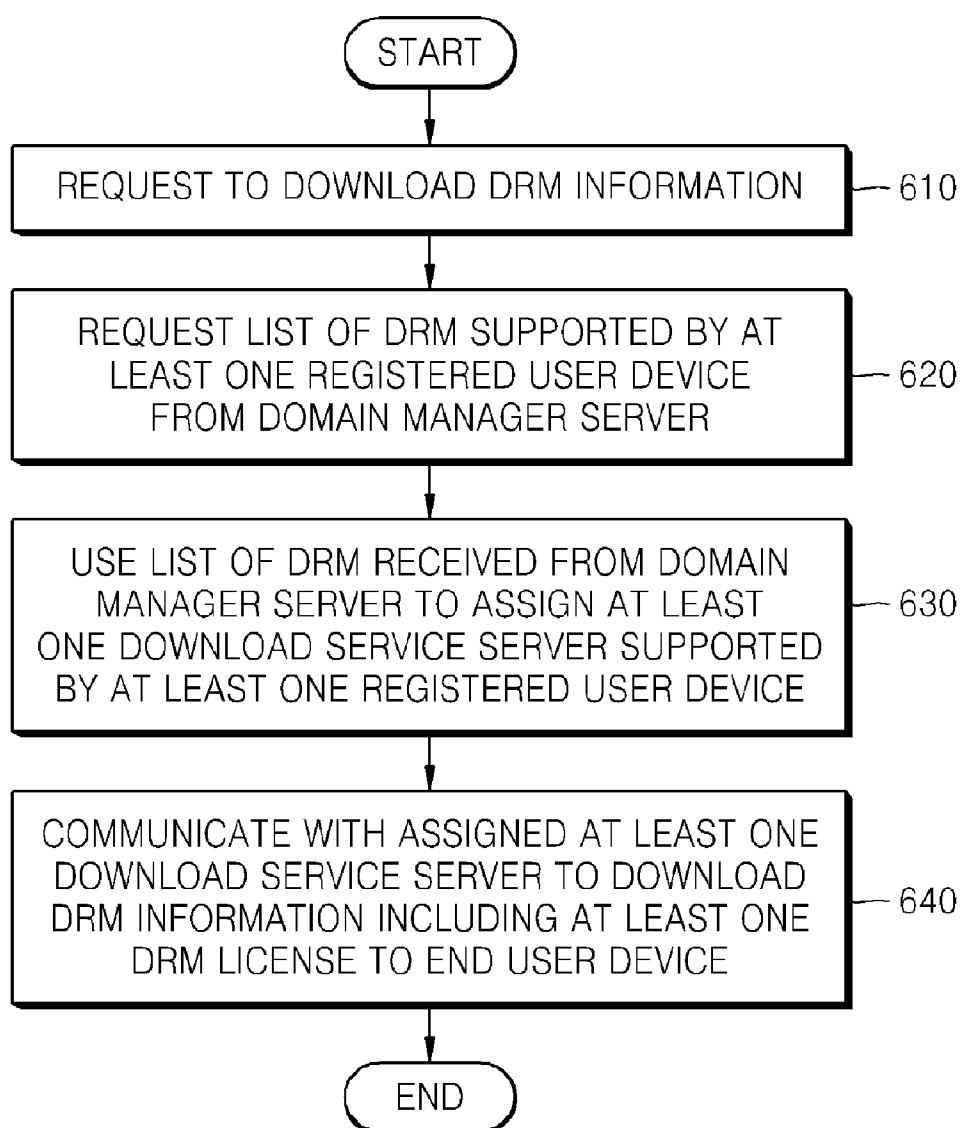 START
REQUEST TO DOWNLOAD DRM INFORMATION
610
REQUEST LIST OF DRM SUPPORTED BY AT
LEAST ONE REGISTERED USER DEVICE
FROM DOMAIN MANAGER SERVER
620
USE LIST OF DRM RECEIVED FROM DOMAIN
MANAGER SERVER TO ASSIGN AT LEAST
ONE DOWNLOAD SERVICE SERVER SUPPORTED
BY AT LEAST ONE REGISTERED USER DEVICE
630
COMMUNICATE WITH ASSIGNED AT LEAST ONE
DOWNLOAD SERVICE SERVER TO DOWNLOAD
DRM INFORMATION INCLUDING AT LEAST ONE
DRM LICENSE TO END USER DEVICE
640
END